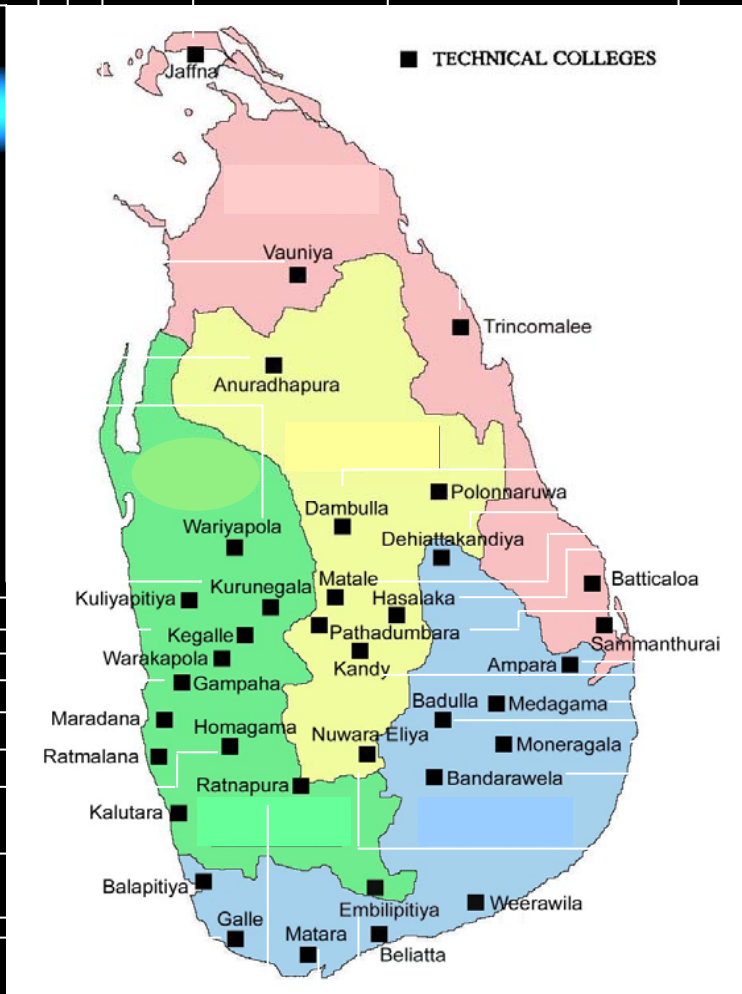 TECHNICAL COLLEGES
Jaffna
Vauniya
Trincomalee
Anuradhapura
Polonnaruwa
Dambulla
Wariyapola
Dehiattakandiya
Matale
Batticaloa
Kurunegala
Kuliyapitiya
Hasalaka
Kegalle
Pathadumbara
Sammanthurai
Warakapola
Kandy
Ampara
Gampaha
Badulla
Medagama
Maradana
Homagama
Nuwara Eliya
Moneragala
Ratmalana
Ratnapura
Bandarawela
Kalutara
Balapitiya
Embilipitiya
Weerawila
Galle
Matara
Beliatta